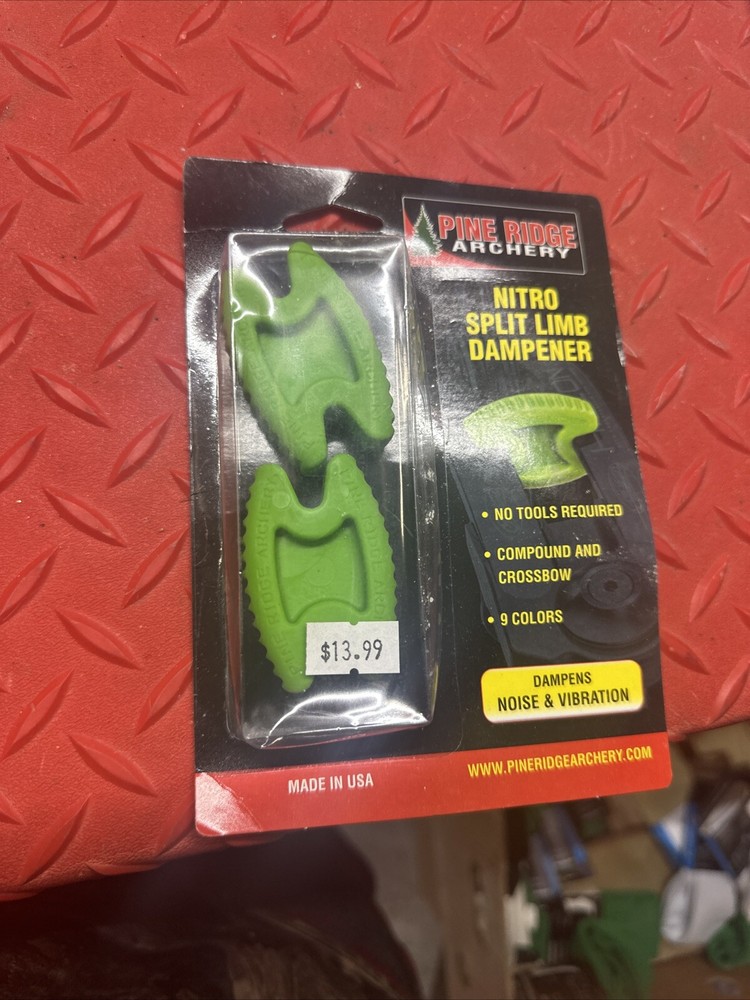 PINE RIDGE
ARCHERY
NITRO
SPLIT LIMB
DAMPENER
• NO TOOLS REQUIRED
• COMPOUND AND
CROSSBOW
• 9 COLORS
DAMPENS
NOISE & VIBRATION
$13.99
MADE IN USA
WWW.PINERIDGEARCHERY.COM